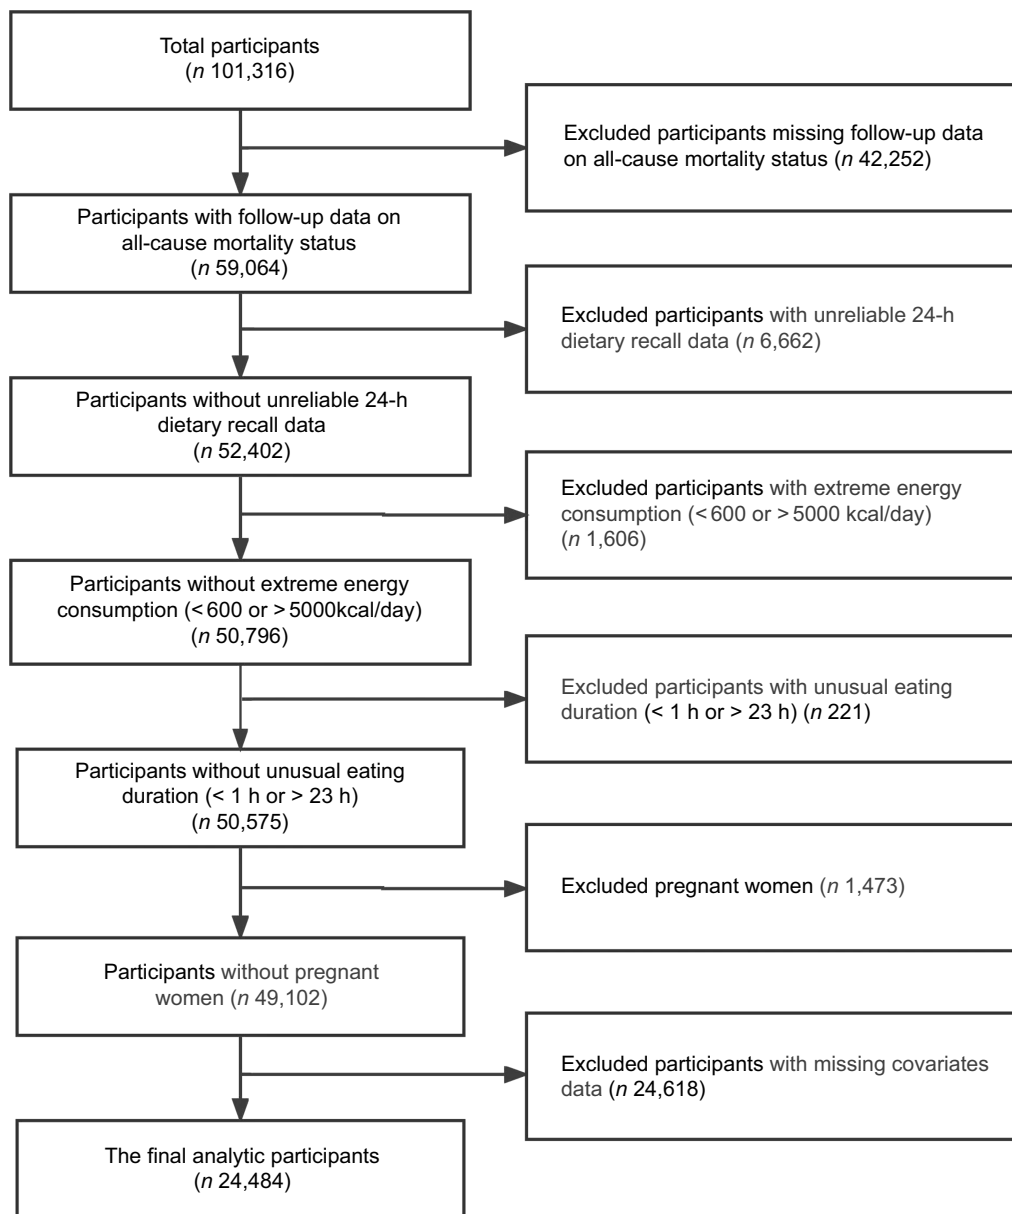 Total participants
(n 101,316)
Excluded participants missing follow-up data
on all-cause mortality status (n 42,252)
Participants with follow-up data on
all-cause mortality status
(n 59,064)
Excluded participants with unreliable 24-h
dietary recall data (n 6,662)
Participants without unreliable 24-h
dietary recall data
(n 52,402)
Excluded participants with extreme energy
consumption (<600 or >5000 kcal/day)
(n 1,606)
Participants without extreme energy
consumption (<600 or >5000kcal/day)
(n 50,796)
Excluded participants with unusual eating
duration (< 1 h or > 23 h) (n 221)
Participants without unusual eating
duration (< 1 h or > 23 h)
(n 50,575)
Excluded pregnant women (n 1,473)
Participants without pregnant
women (n 49,102)
Excluded participants with missing covariates
data (n 24,618)
The final analytic participants
(n 24,484)